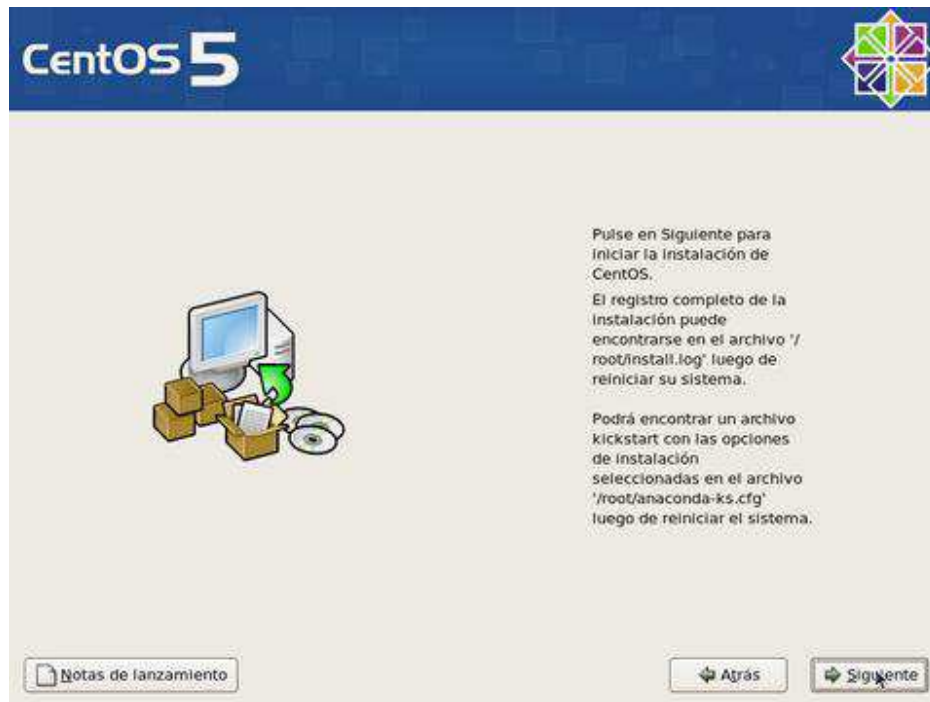 CentOS 5
Pulse en Siguiente para
iniciar la instalación de
CentOS.
El registro completo de la
instalación puede
encontrarse en el archivo '/
root/install.log' luego de
reiniciar su sistema.
Podrá encontrar un archivo
kickstart con las opciones
de instalación
seleccionadas en el archivo
'/root/anaconda-ks.cfg'
luego de reiniciar el sistema.
Notas de lanzamiento
Atrás
Siguiente